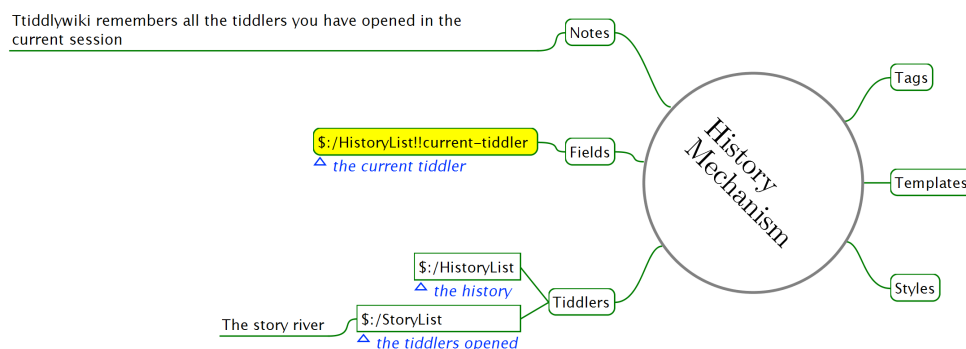 Ttiddlywiki remembers all the tiddlers you have opened in the
current session
Notes
Tags
History
Mechanism
$:/HistoryList!!current-tiddler
the current tiddler
Fields
Templates
$:/HistoryList
the history
Tiddlers
Styles
The story river
$:/StoryList
the tiddlers opened